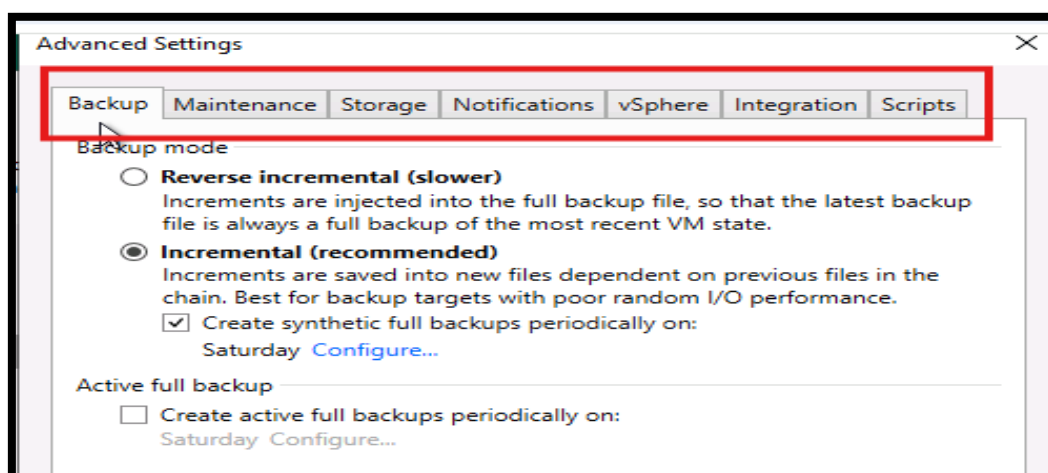 Advanced Settings
Backup Maintenance Storage Notifications vSphere Integration Scripts
Backup mode
Reverse incremental (slower)
Increments are injected into the full backup file, so that the latest backup
file is always a full backup of the most recent VM state.
Incremental (recommended)
Increments are saved into new files dependent on previous files in the
chain. Best for backup targets with poor random I/O performance.
Create synthetic full backups periodically on:
Saturday Configure...
Active full backup
Create active full backups periodically on:
Saturday Configure...